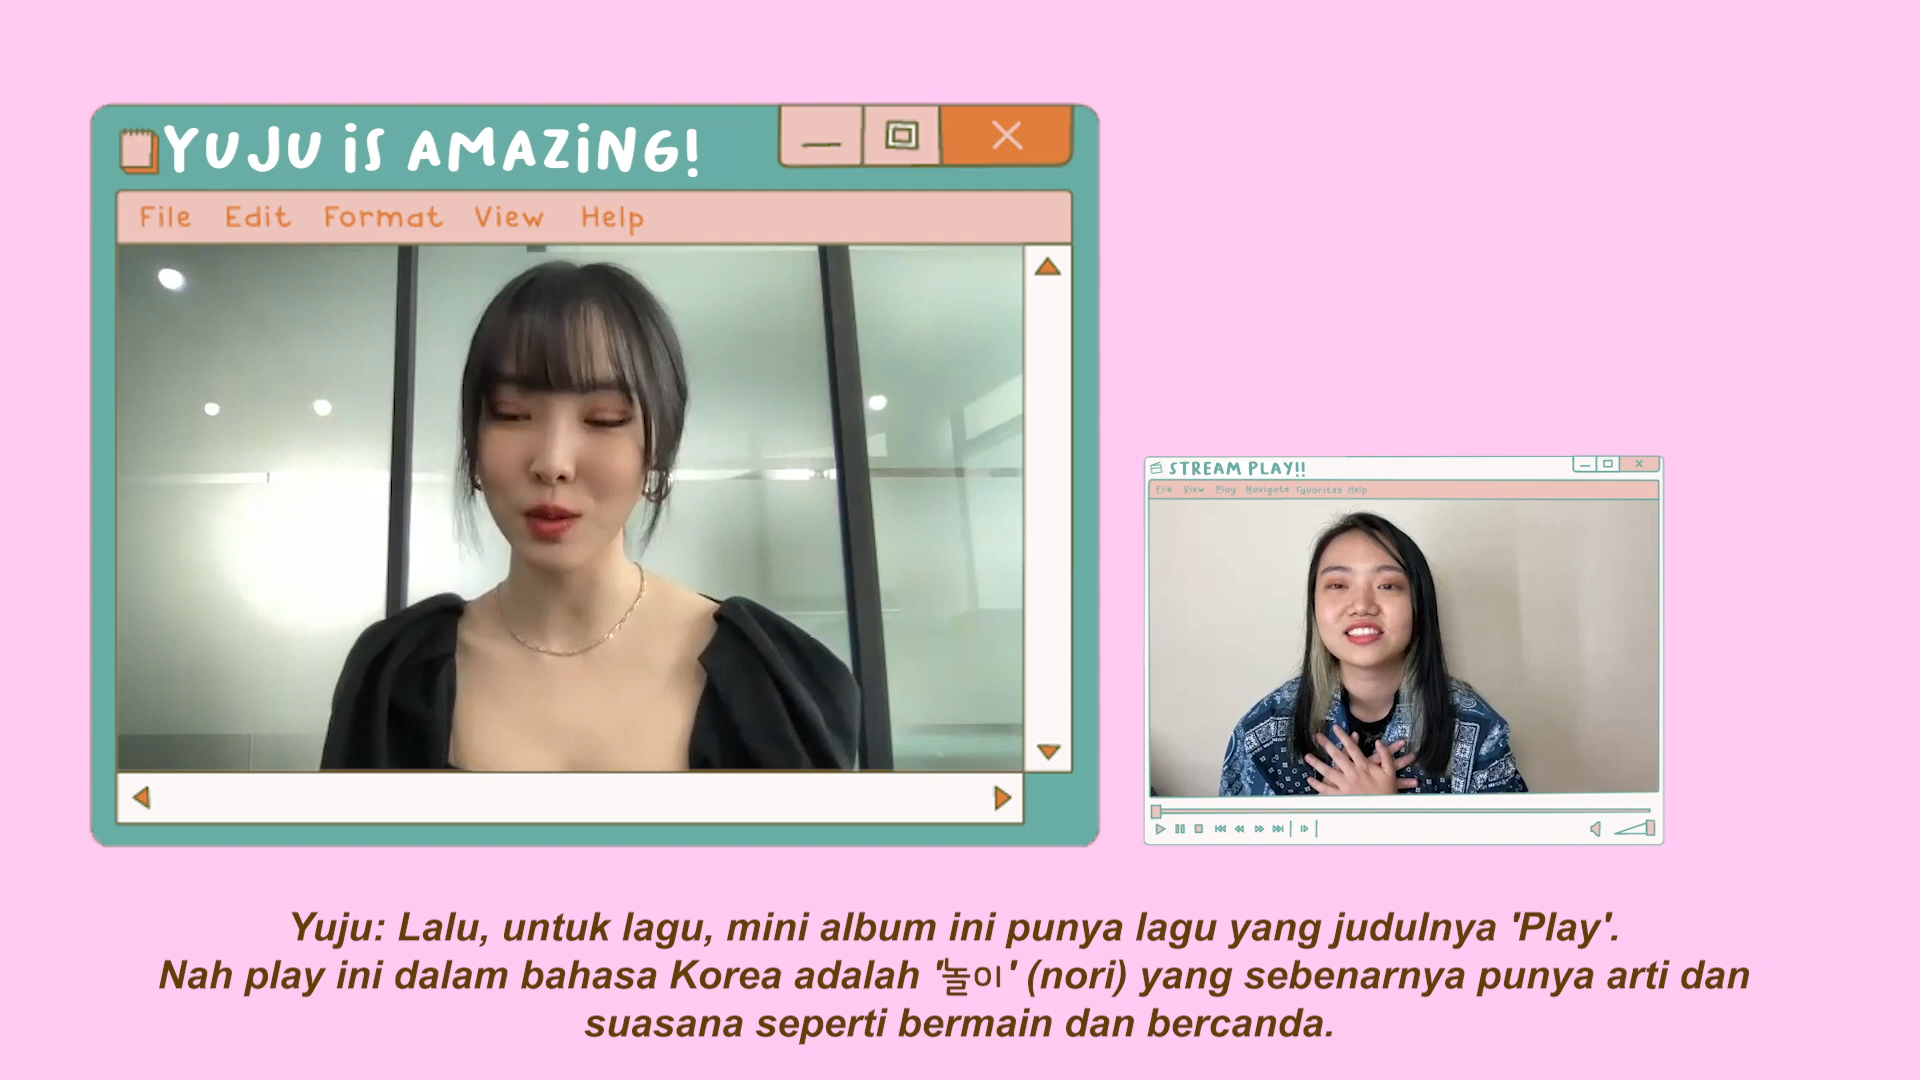 YUJU iS AMAZiNG!
File Edit Format View Help
STREAM PLAY!!
File View Play Navigate Favorites Help
Yuju: Lalu, untuk lagu, mini album ini punya lagu yang judulnya 'Play'.
Nah play ini dalam bahasa Korea adalah '놀이' (nori) yang sebenarnya punya arti dan
suasana seperti bermain dan bercanda.